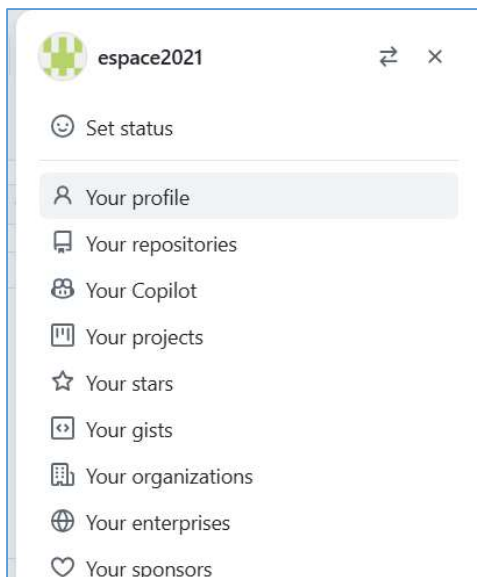 espace2021
Set status
Your profile
Your repositories
Your Copilot
Your projects
Your stars
Your gists
Your organizations
Your enterprises
Your sponsors